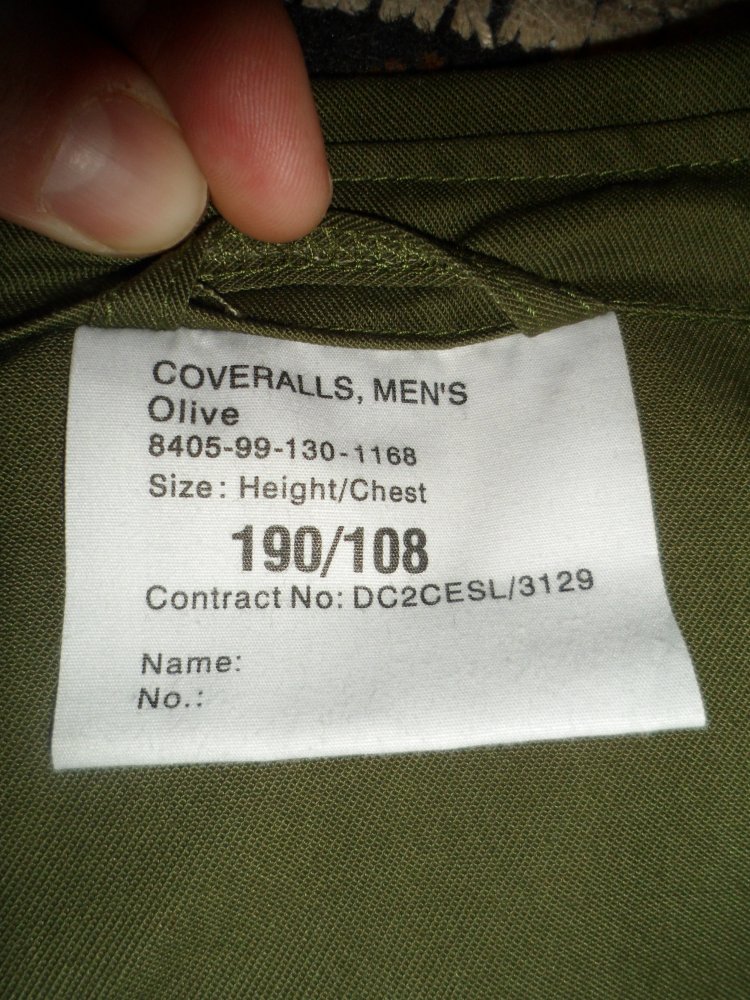 COVERALLS, MEN'S
Olive
8405-99-130-1168
Size: Height/Chest
190/108
Contract No: DC2CESL/3129
Name:
No.: